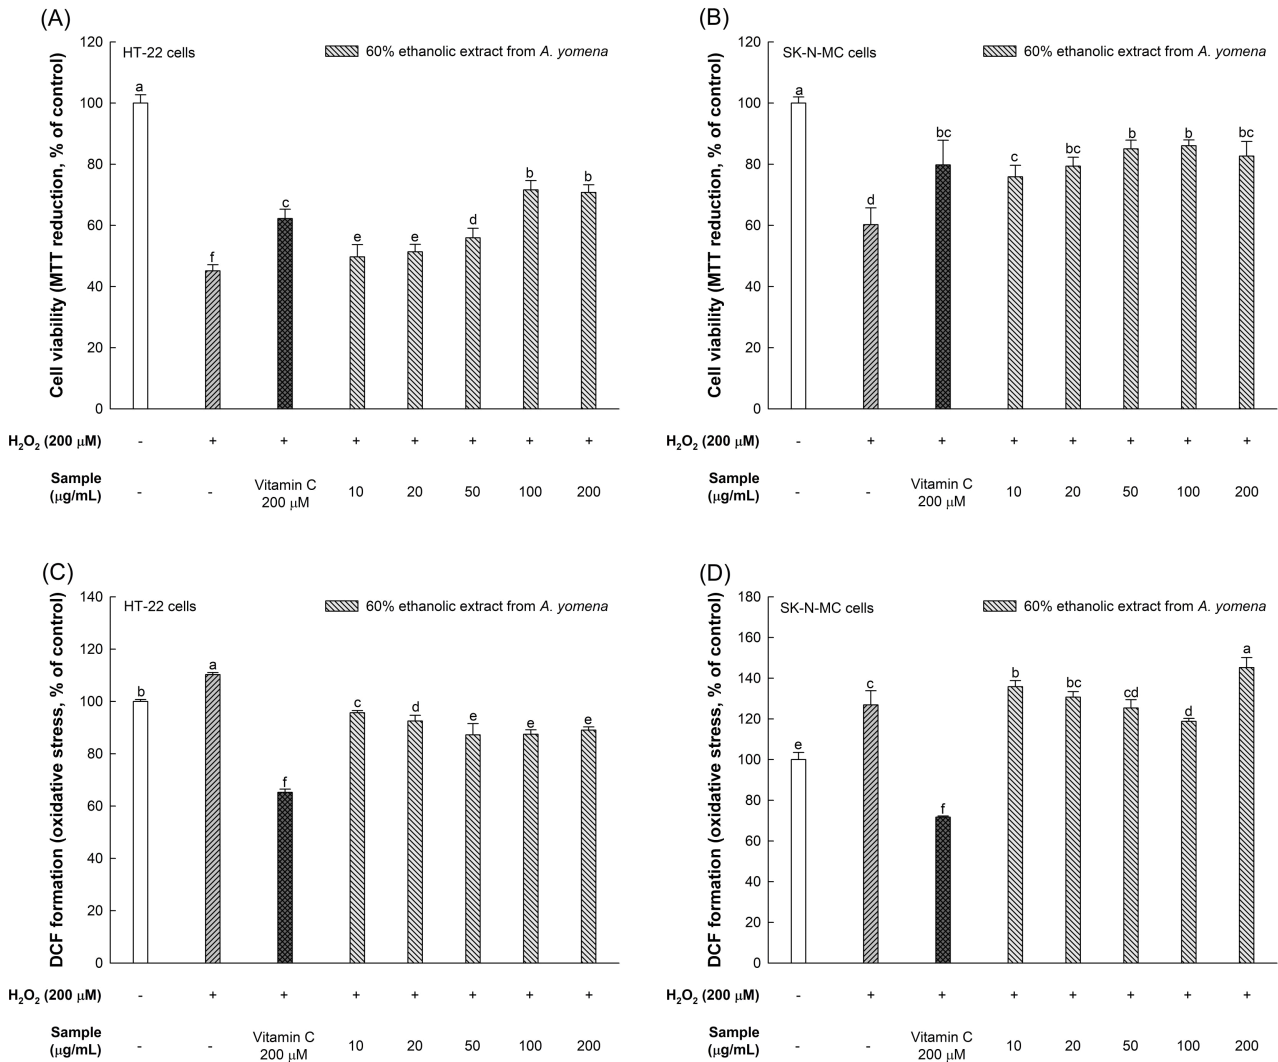 (A)
HT-22 cells
60% ethanolic extract from A. yomena
Cell viability (MTT reduction, % of control)
120
100
80
60
40
20
0
a
f
c
e
e
d
b
b
H₂O₂ (200 μM)
- + + + + + + +
Sample
(μg/mL)
- - Vitamin C 10 20 50 100 200
200 μM
(B)
SK-N-MC cells
60% ethanolic extract from A. yomena
Cell viability (MTT reduction, % of control)
120
100
80
60
40
20
0
a
d
bc
c
bc
b
b
bc
H₂O₂ (200 μM)
- + + + + + + +
Sample
(μg/mL)
- - Vitamin C 10 20 50 100 200
200 μM
(C)
HT-22 cells
60% ethanolic extract from A. yomena
DCF formation (oxidative stress, % of control)
140
120
100
80
60
40
20
0
b
a
f
c
d
e
e
e
H₂O₂ (200 μM)
- + + + + + + +
Sample
(μg/mL)
- - Vitamin C 10 20 50 100 200
200 μM
(D)
SK-N-MC cells
60% ethanolic extract from A. yomena
DCF formation (oxidative stress, % of control)
180
160
140
120
100
80
60
40
20
0
e
c
f
b
bc
cd
d
a
H₂O₂ (200 μM)
- + + + + + + +
Sample
(μg/mL)
- - Vitamin C 10 20 50 100 200
200 μM